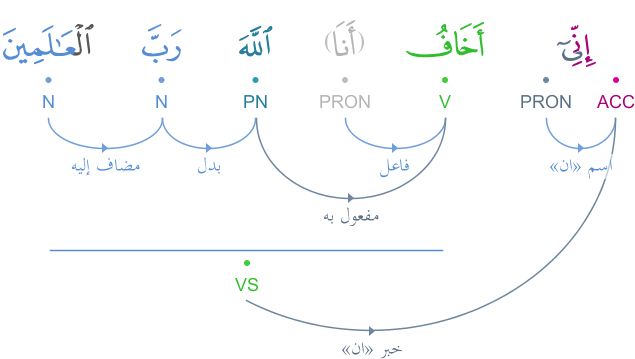 إِنِّىٓ أَخَافُ (أَنَا) ٱللَّهَ رَبَّ ٱلْعَـٰلَمِينَ
ACC PRON V PRON PN N N
اسم «ان» فاعل بدل مضاف إليه
مفعول به
VS
خبر «ان»